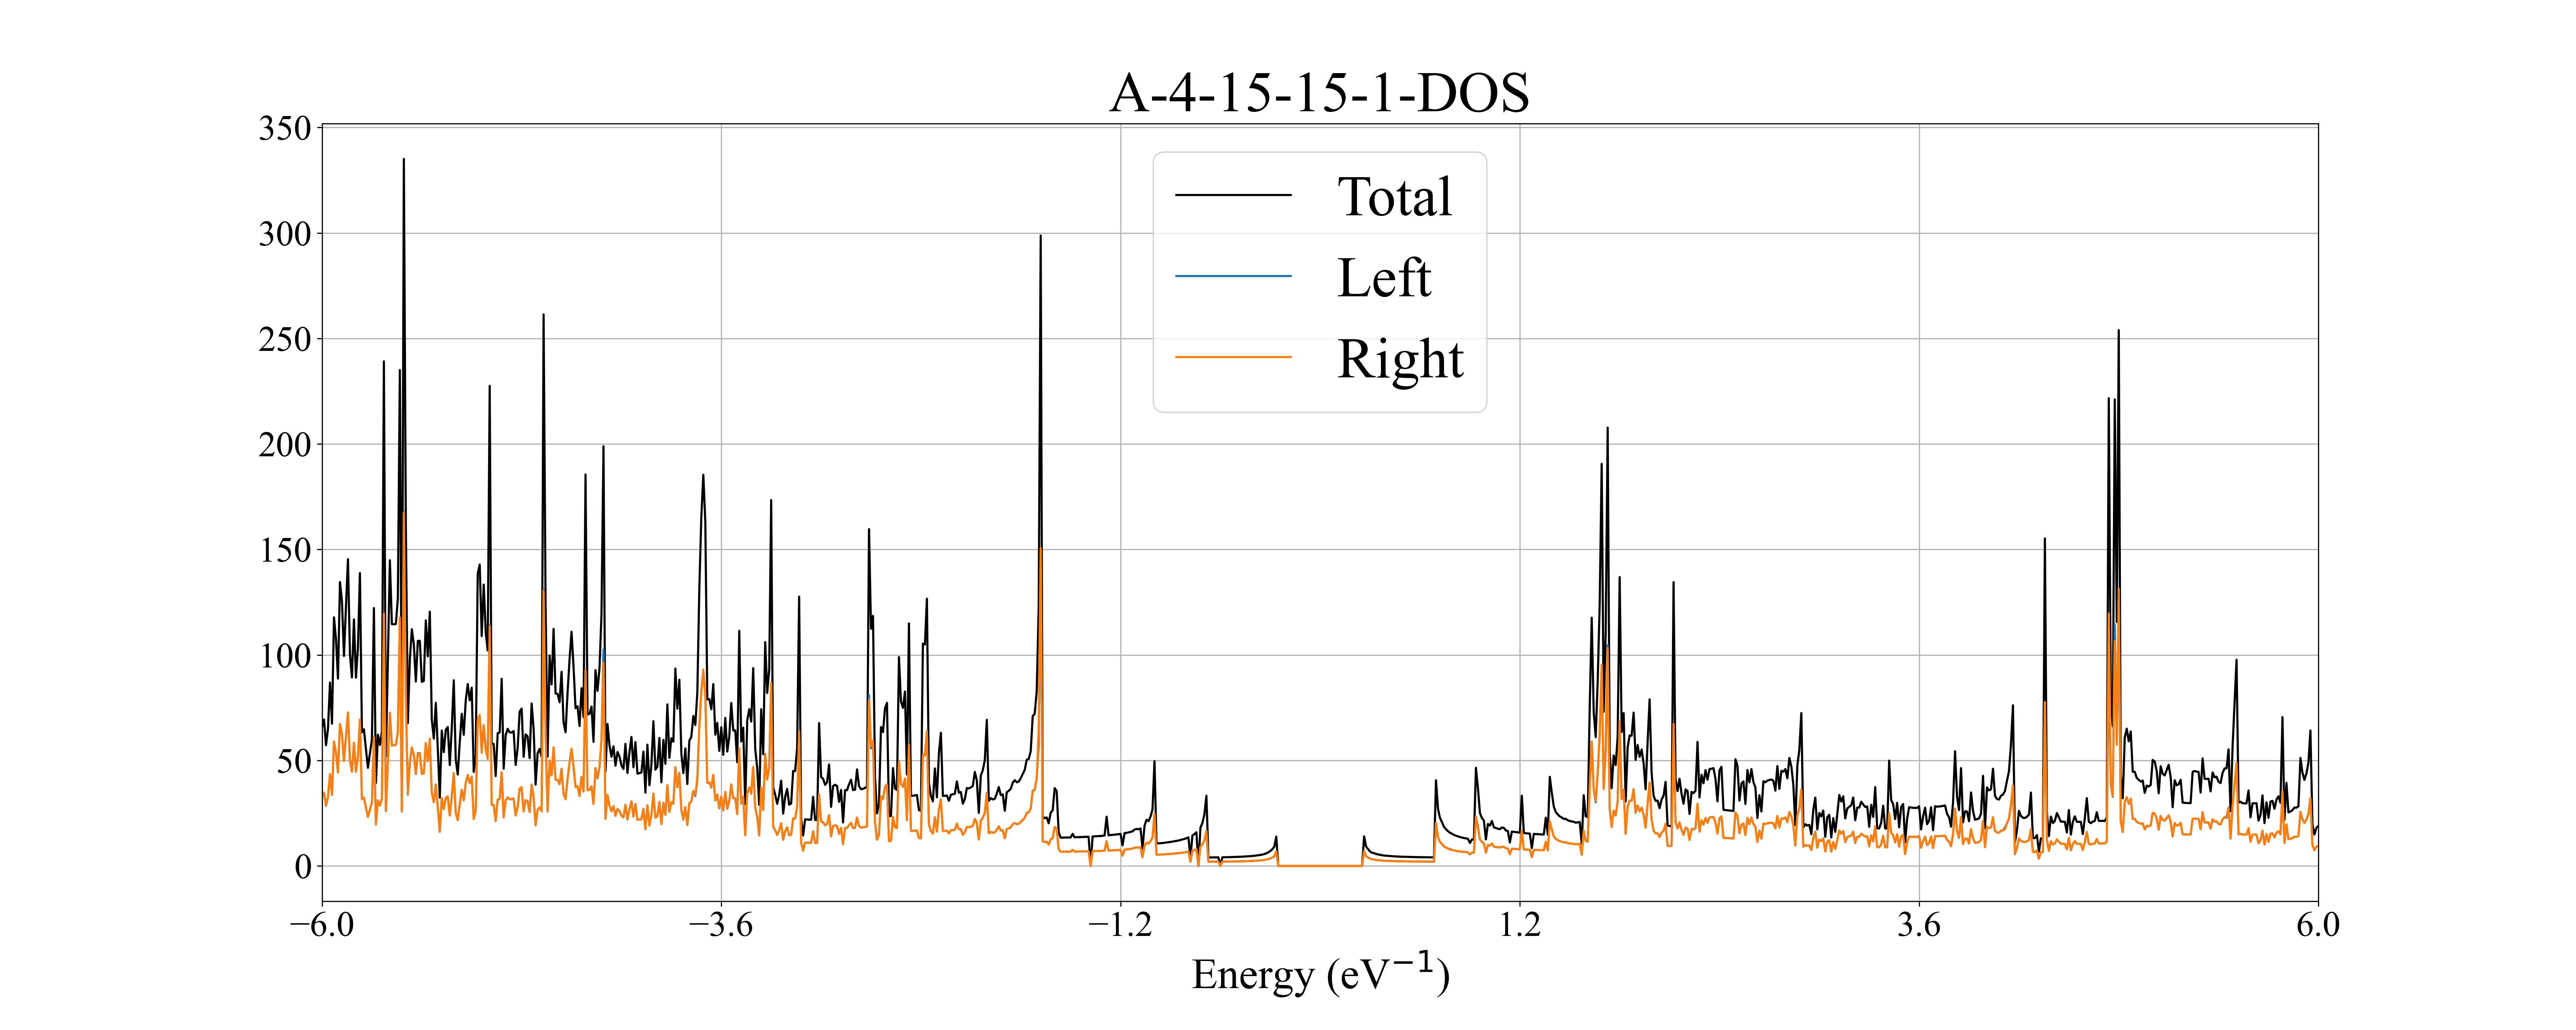 A-4-15-15-1-DOS
350
300
250
200
150
100
50
0
Total
Left
Right
−6.0 −3.6 −1.2 1.2 3.6 6.0
Energy (eV⁻¹)